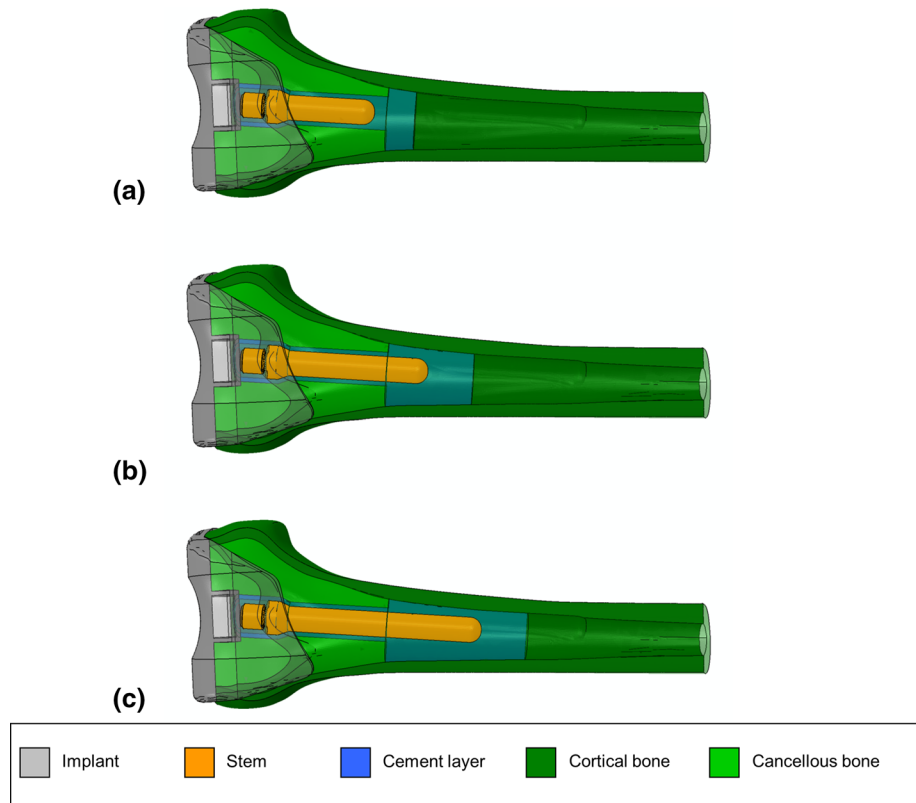 (a)
(b)
(c)
Implant Stem Cement layer Cortical bone Cancellous bone